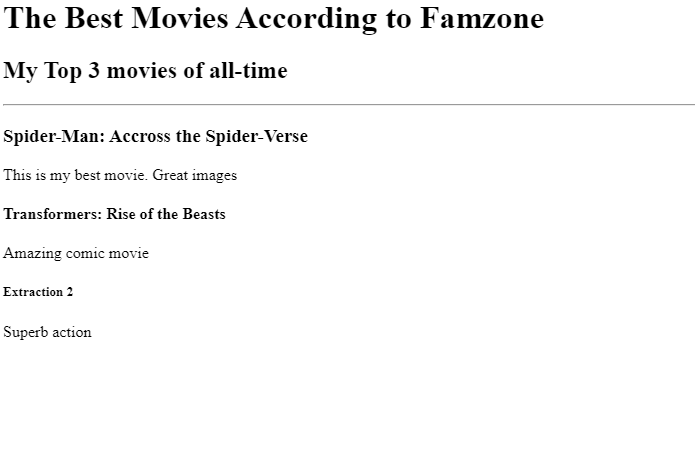 The Best Movies According to Famzone
My Top 3 movies of all-time
Spider-Man: Accross the Spider-Verse
This is my best movie. Great images
Transformers: Rise of the Beasts
Amazing comic movie
Extraction 2
Superb action